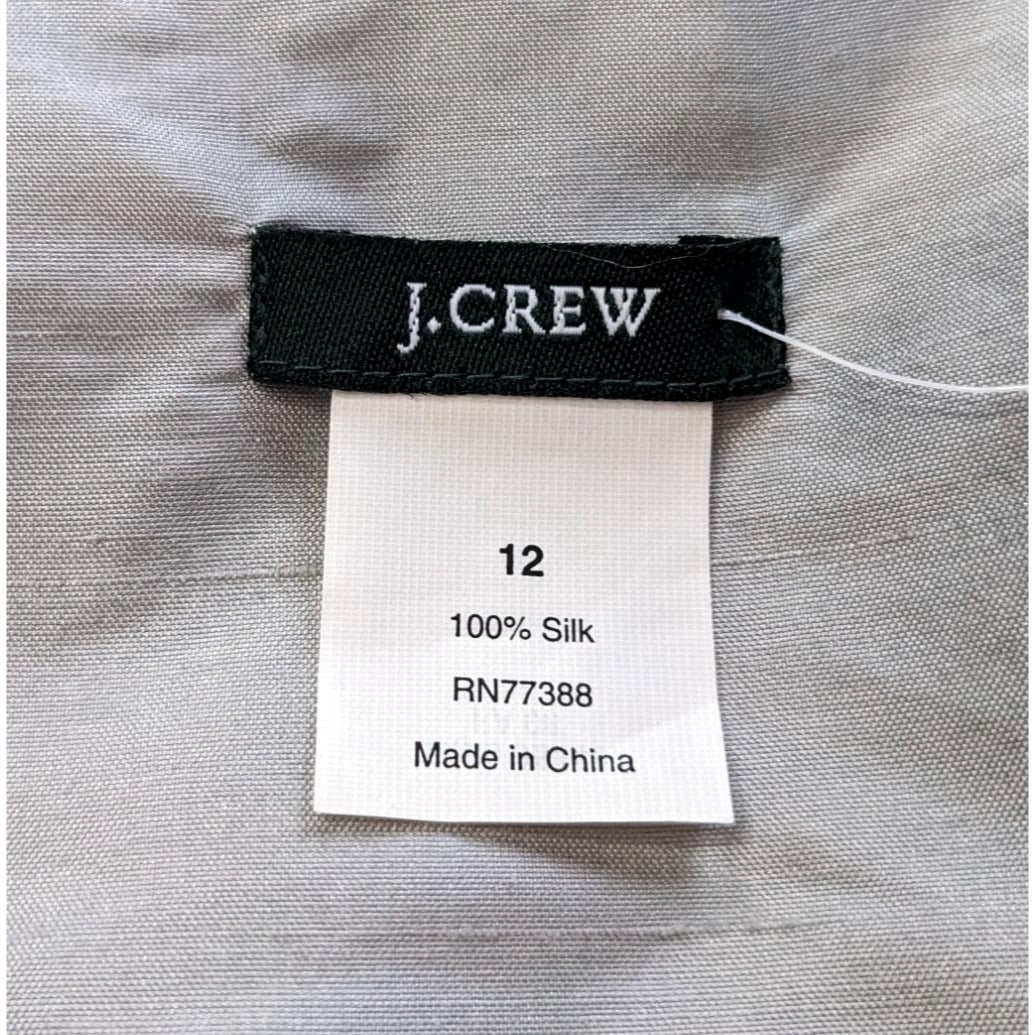 J.CREW
12
100% Silk
RN77388
Made in China